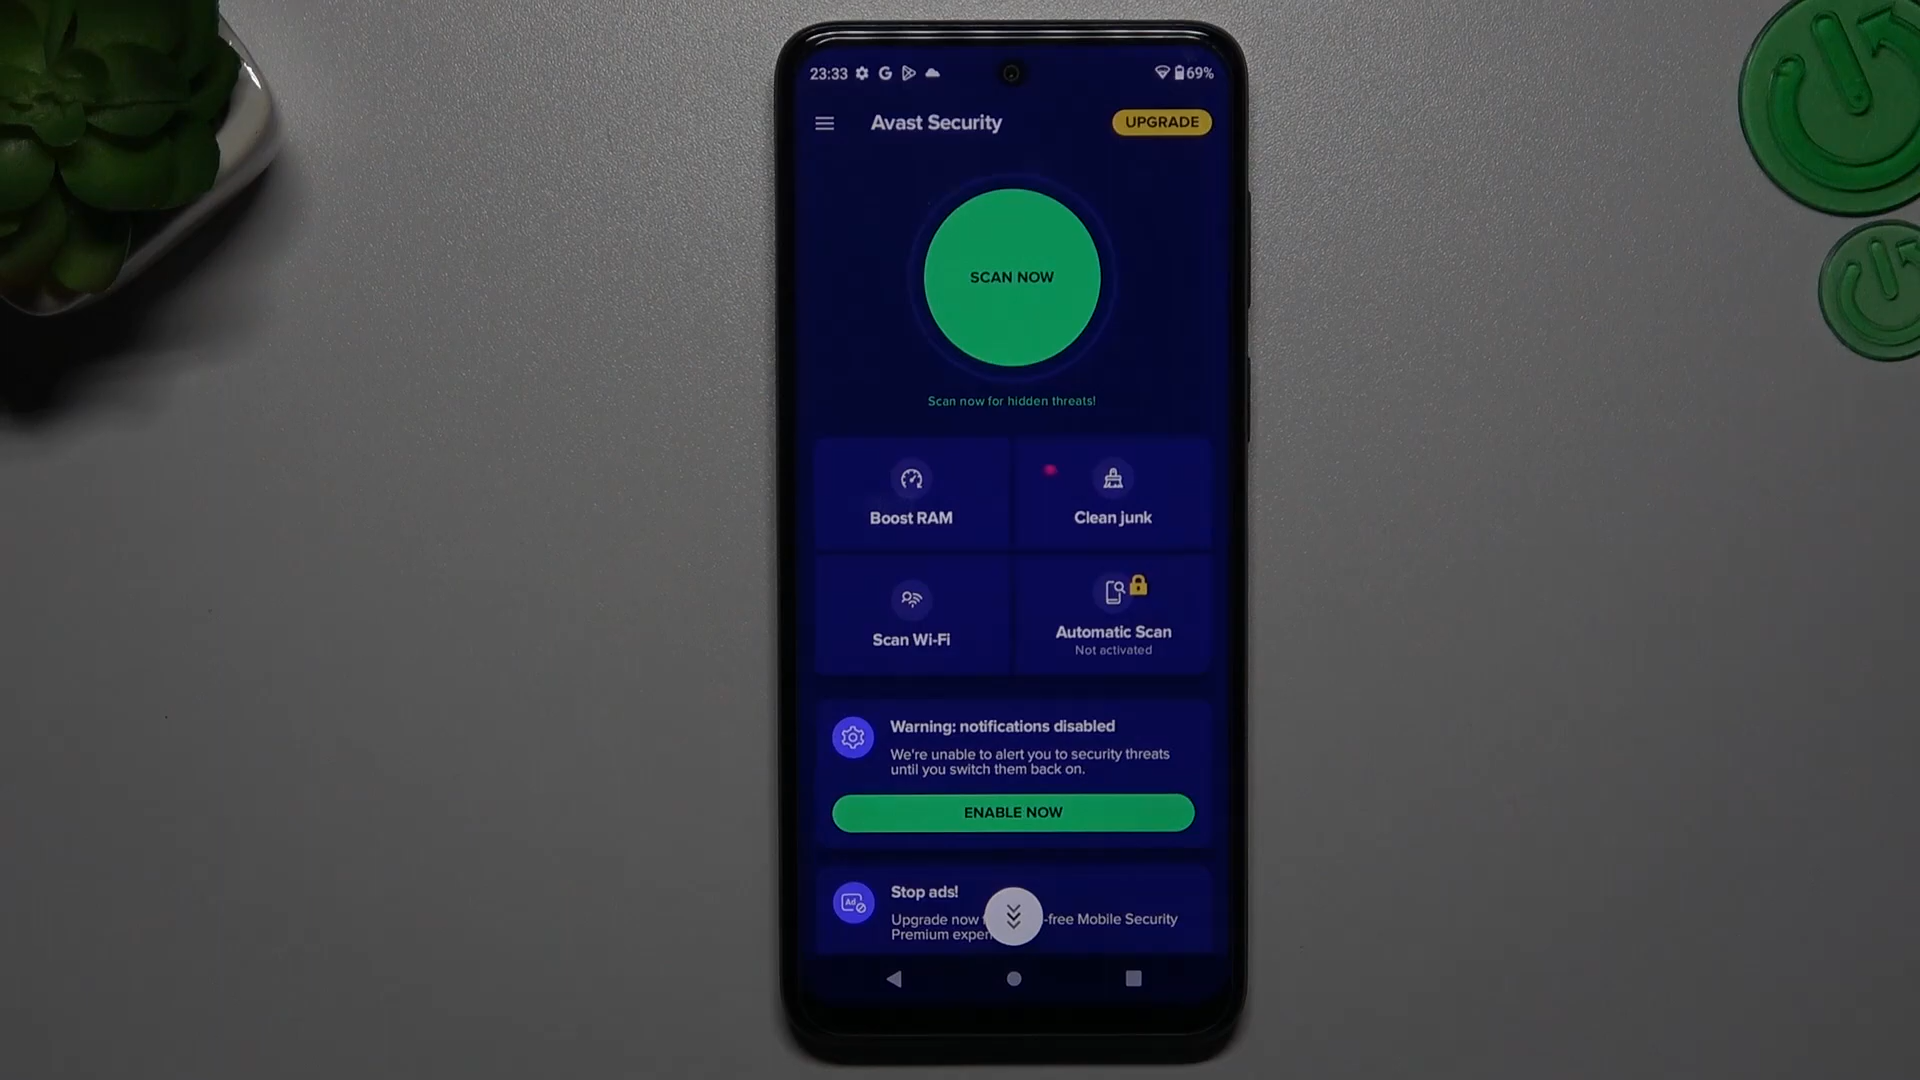 23:33
69%
Avast Security
UPGRADE
SCAN NOW
Scan now for hidden threats!
Boost RAM
Clean junk
Scan Wi-Fi
Automatic Scan
Not activated
Warning: notifications disabled
We're unable to alert you to security threats
until you switch them back on.
ENABLE NOW
Ad
Stop ads!
Upgrade now -free Mobile Security
Premium exper